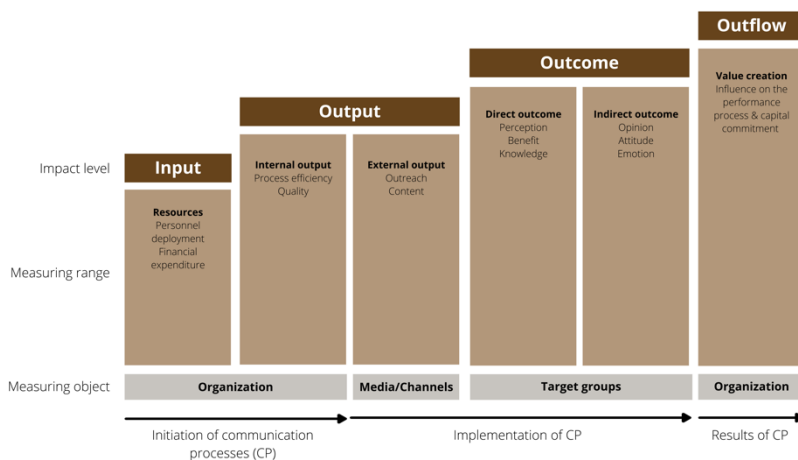 Outflow
Outcome
Output
Input
Impact level
Measuring range
Measuring object
Resources
Personnel
deployment
Financial
expenditure
Internal output
Process efficiency
Quality
External output
Outreach
Content
Direct outcome
Perception
Benefit
Knowledge
Indirect outcome
Opinion
Attitude
Emotion
Value creation
Influence on the
performance
process & capital
commitment
Organization
Media/Channels
Target groups
Organization
Initiation of communication
processes (CP)
Implementation of CP
Results of CP